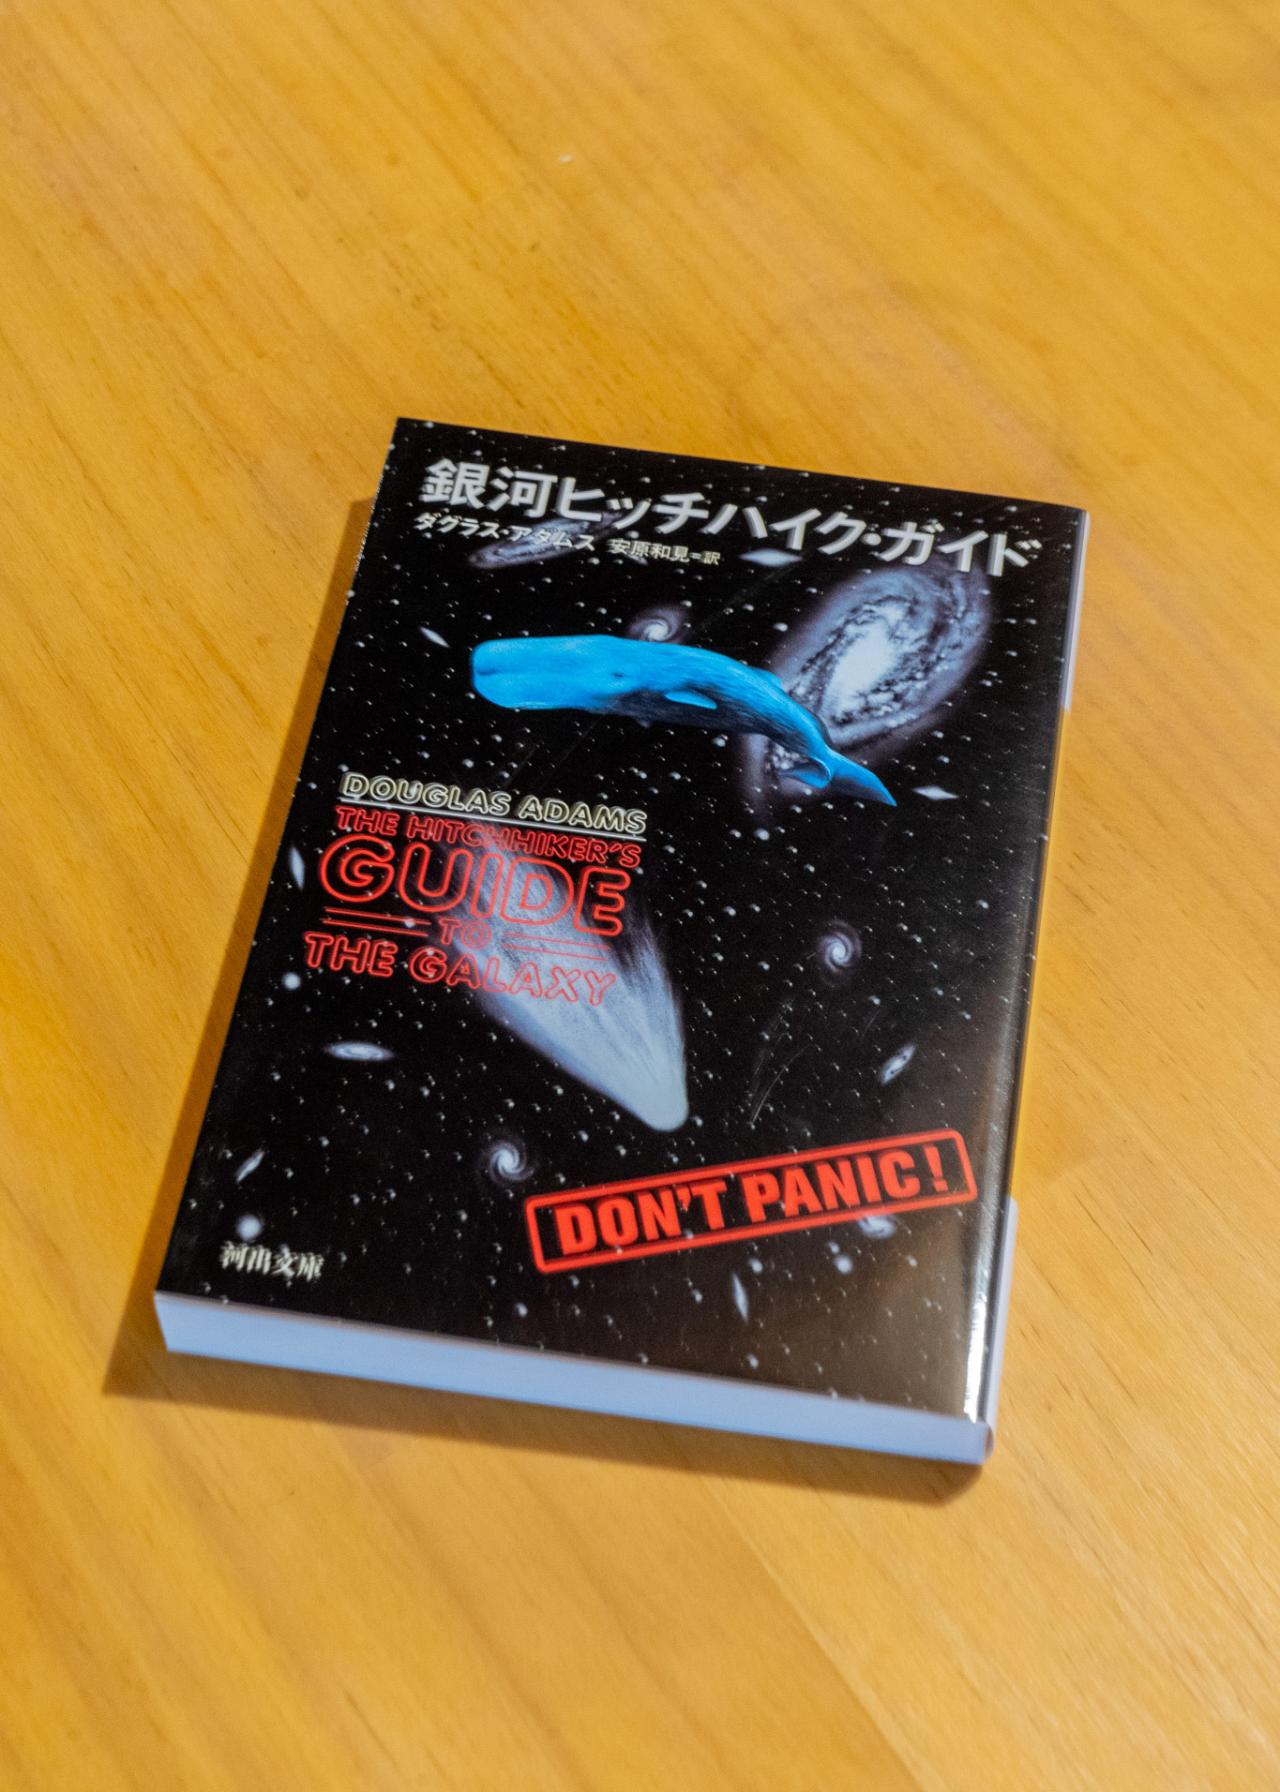 銀河ヒッチハイク・ガイド
ダグラス・アダムス 安原和見=訳
DOUGLAS ADAMS
THE HITCHHIKER'S
GUIDE
TO
THE GALAXY
DON'T PANIC!
河出文庫